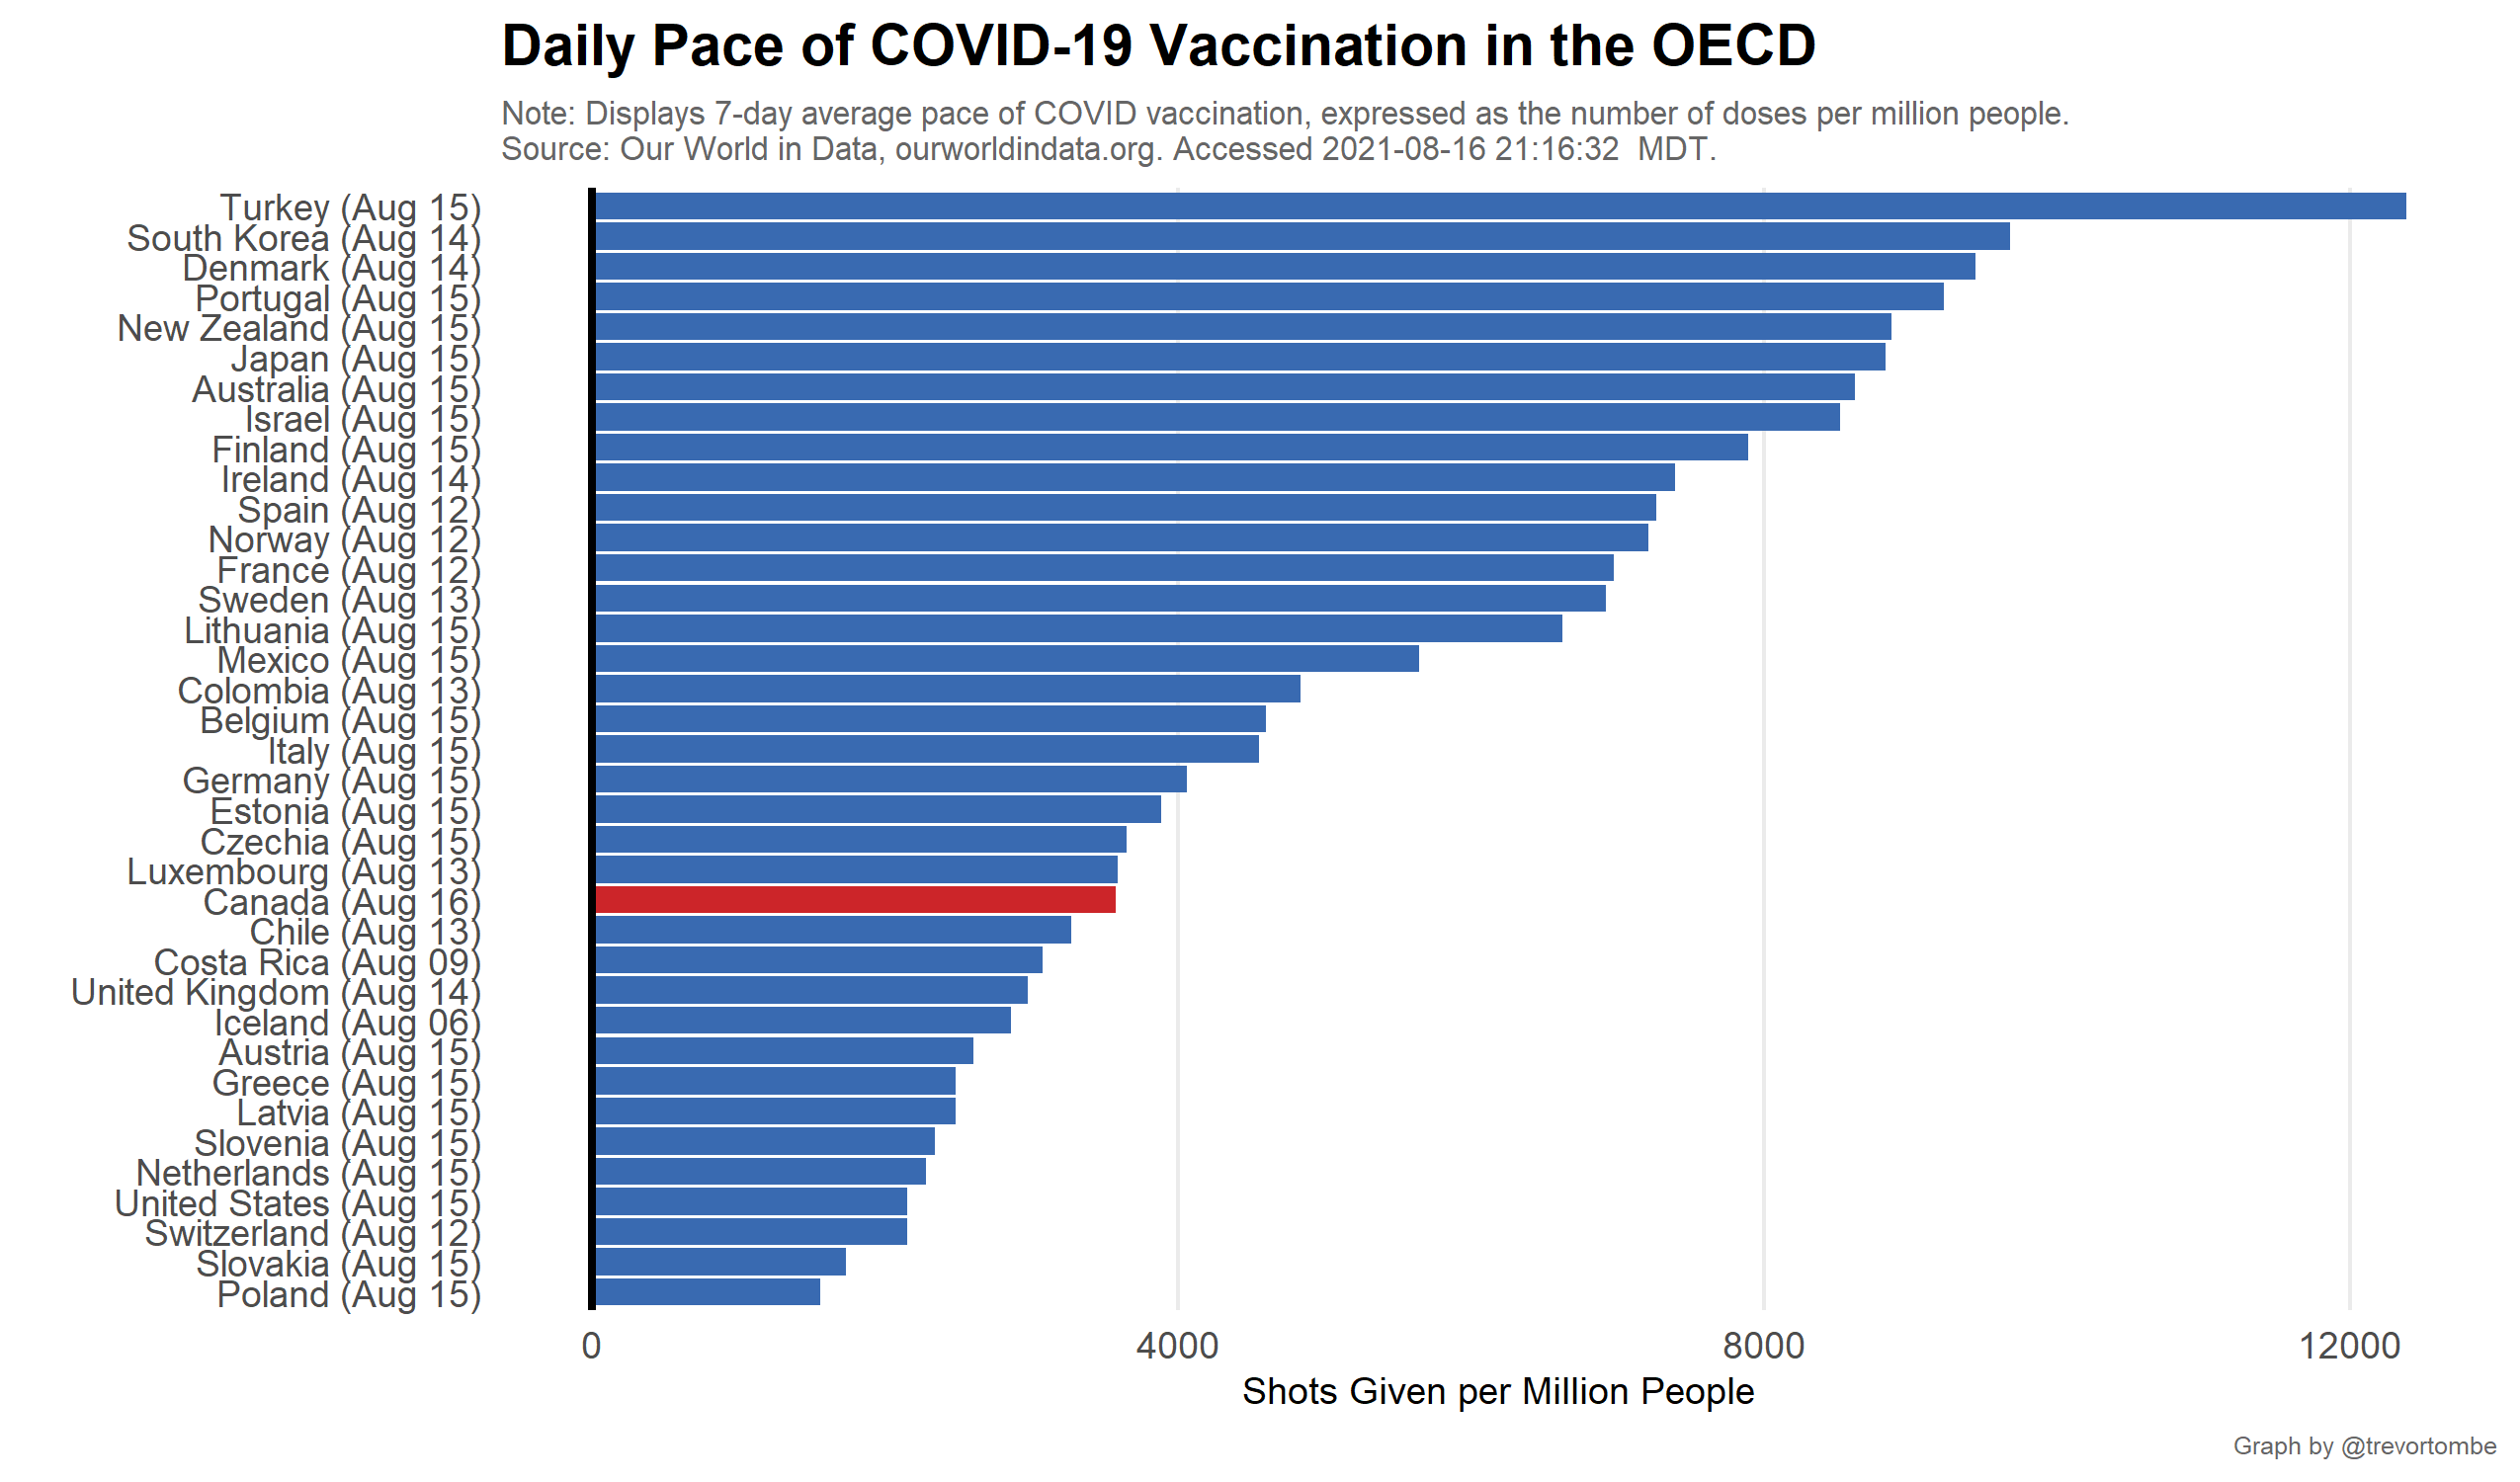 Daily Pace of COVID-19 Vaccination in the OECD
Note: Displays 7-day average pace of COVID vaccination, expressed as the number of doses per million people.
Source: Our World in Data, ourworldindata.org. Accessed 2021-08-16 21:16:32  MDT.
Turkey (Aug 15)
South Korea (Aug 14)
Denmark (Aug 14)
Portugal (Aug 15)
New Zealand (Aug 15)
Japan (Aug 15)
Australia (Aug 15)
Israel (Aug 15)
Finland (Aug 15)
Ireland (Aug 14)
Spain (Aug 12)
Norway (Aug 12)
France (Aug 12)
Sweden (Aug 13)
Lithuania (Aug 15)
Mexico (Aug 15)
Colombia (Aug 13)
Belgium (Aug 15)
Italy (Aug 15)
Germany (Aug 15)
Estonia (Aug 15)
Czechia (Aug 15)
Luxembourg (Aug 13)
Canada (Aug 16)
Chile (Aug 13)
Costa Rica (Aug 09)
United Kingdom (Aug 14)
Iceland (Aug 06)
Austria (Aug 15)
Greece (Aug 15)
Latvia (Aug 15)
Slovenia (Aug 15)
Netherlands (Aug 15)
United States (Aug 15)
Switzerland (Aug 12)
Slovakia (Aug 15)
Poland (Aug 15)
0 4000 8000 12000
Shots Given per Million People
Graph by @trevortombe